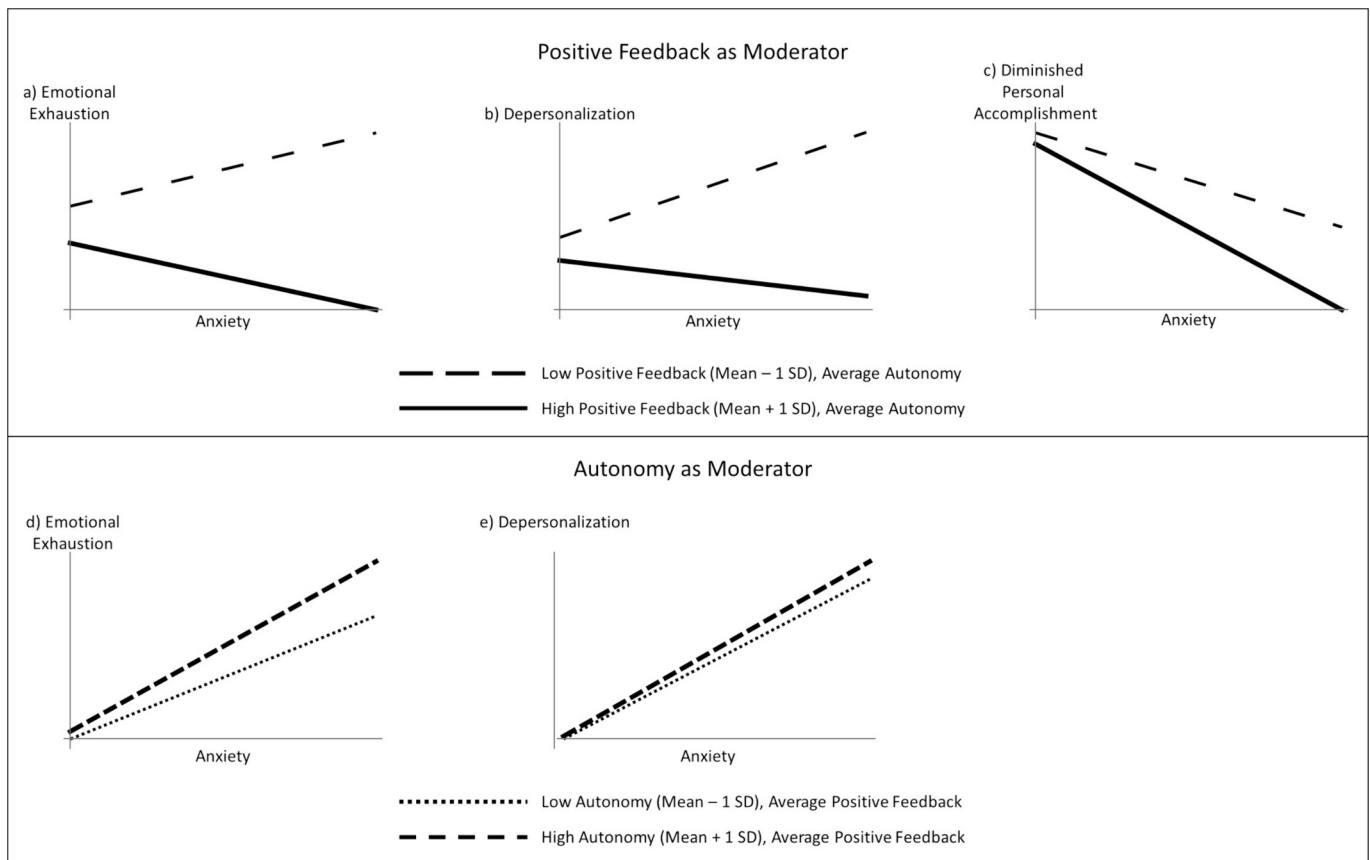 Positive Feedback as Moderator
a) Emotional
Exhaustion
Anxiety
b) Depersonalization
Anxiety
c) Diminished
Personal
Accomplishment
Anxiety
Low Positive Feedback (Mean – 1 SD), Average Autonomy
High Positive Feedback (Mean + 1 SD), Average Autonomy
Autonomy as Moderator
d) Emotional
Exhaustion
Anxiety
e) Depersonalization
Anxiety
Low Autonomy (Mean – 1 SD), Average Positive Feedback
High Autonomy (Mean + 1 SD), Average Positive Feedback